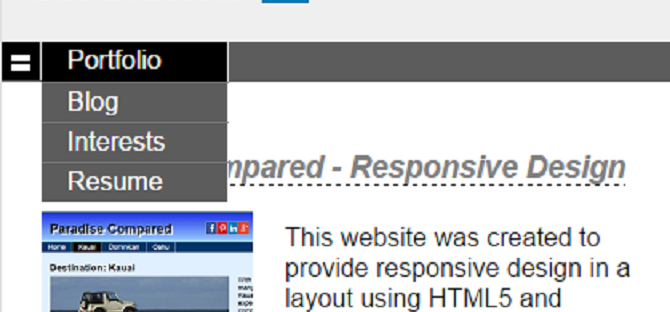 Portfolio
Blog
Interests
Resume
mpared - Responsive Design
Paradise Compared
Home Kauai Dominican Oahu
Destination: Kauai
This website was created to
provide responsive design in a
layout using HTML5 and